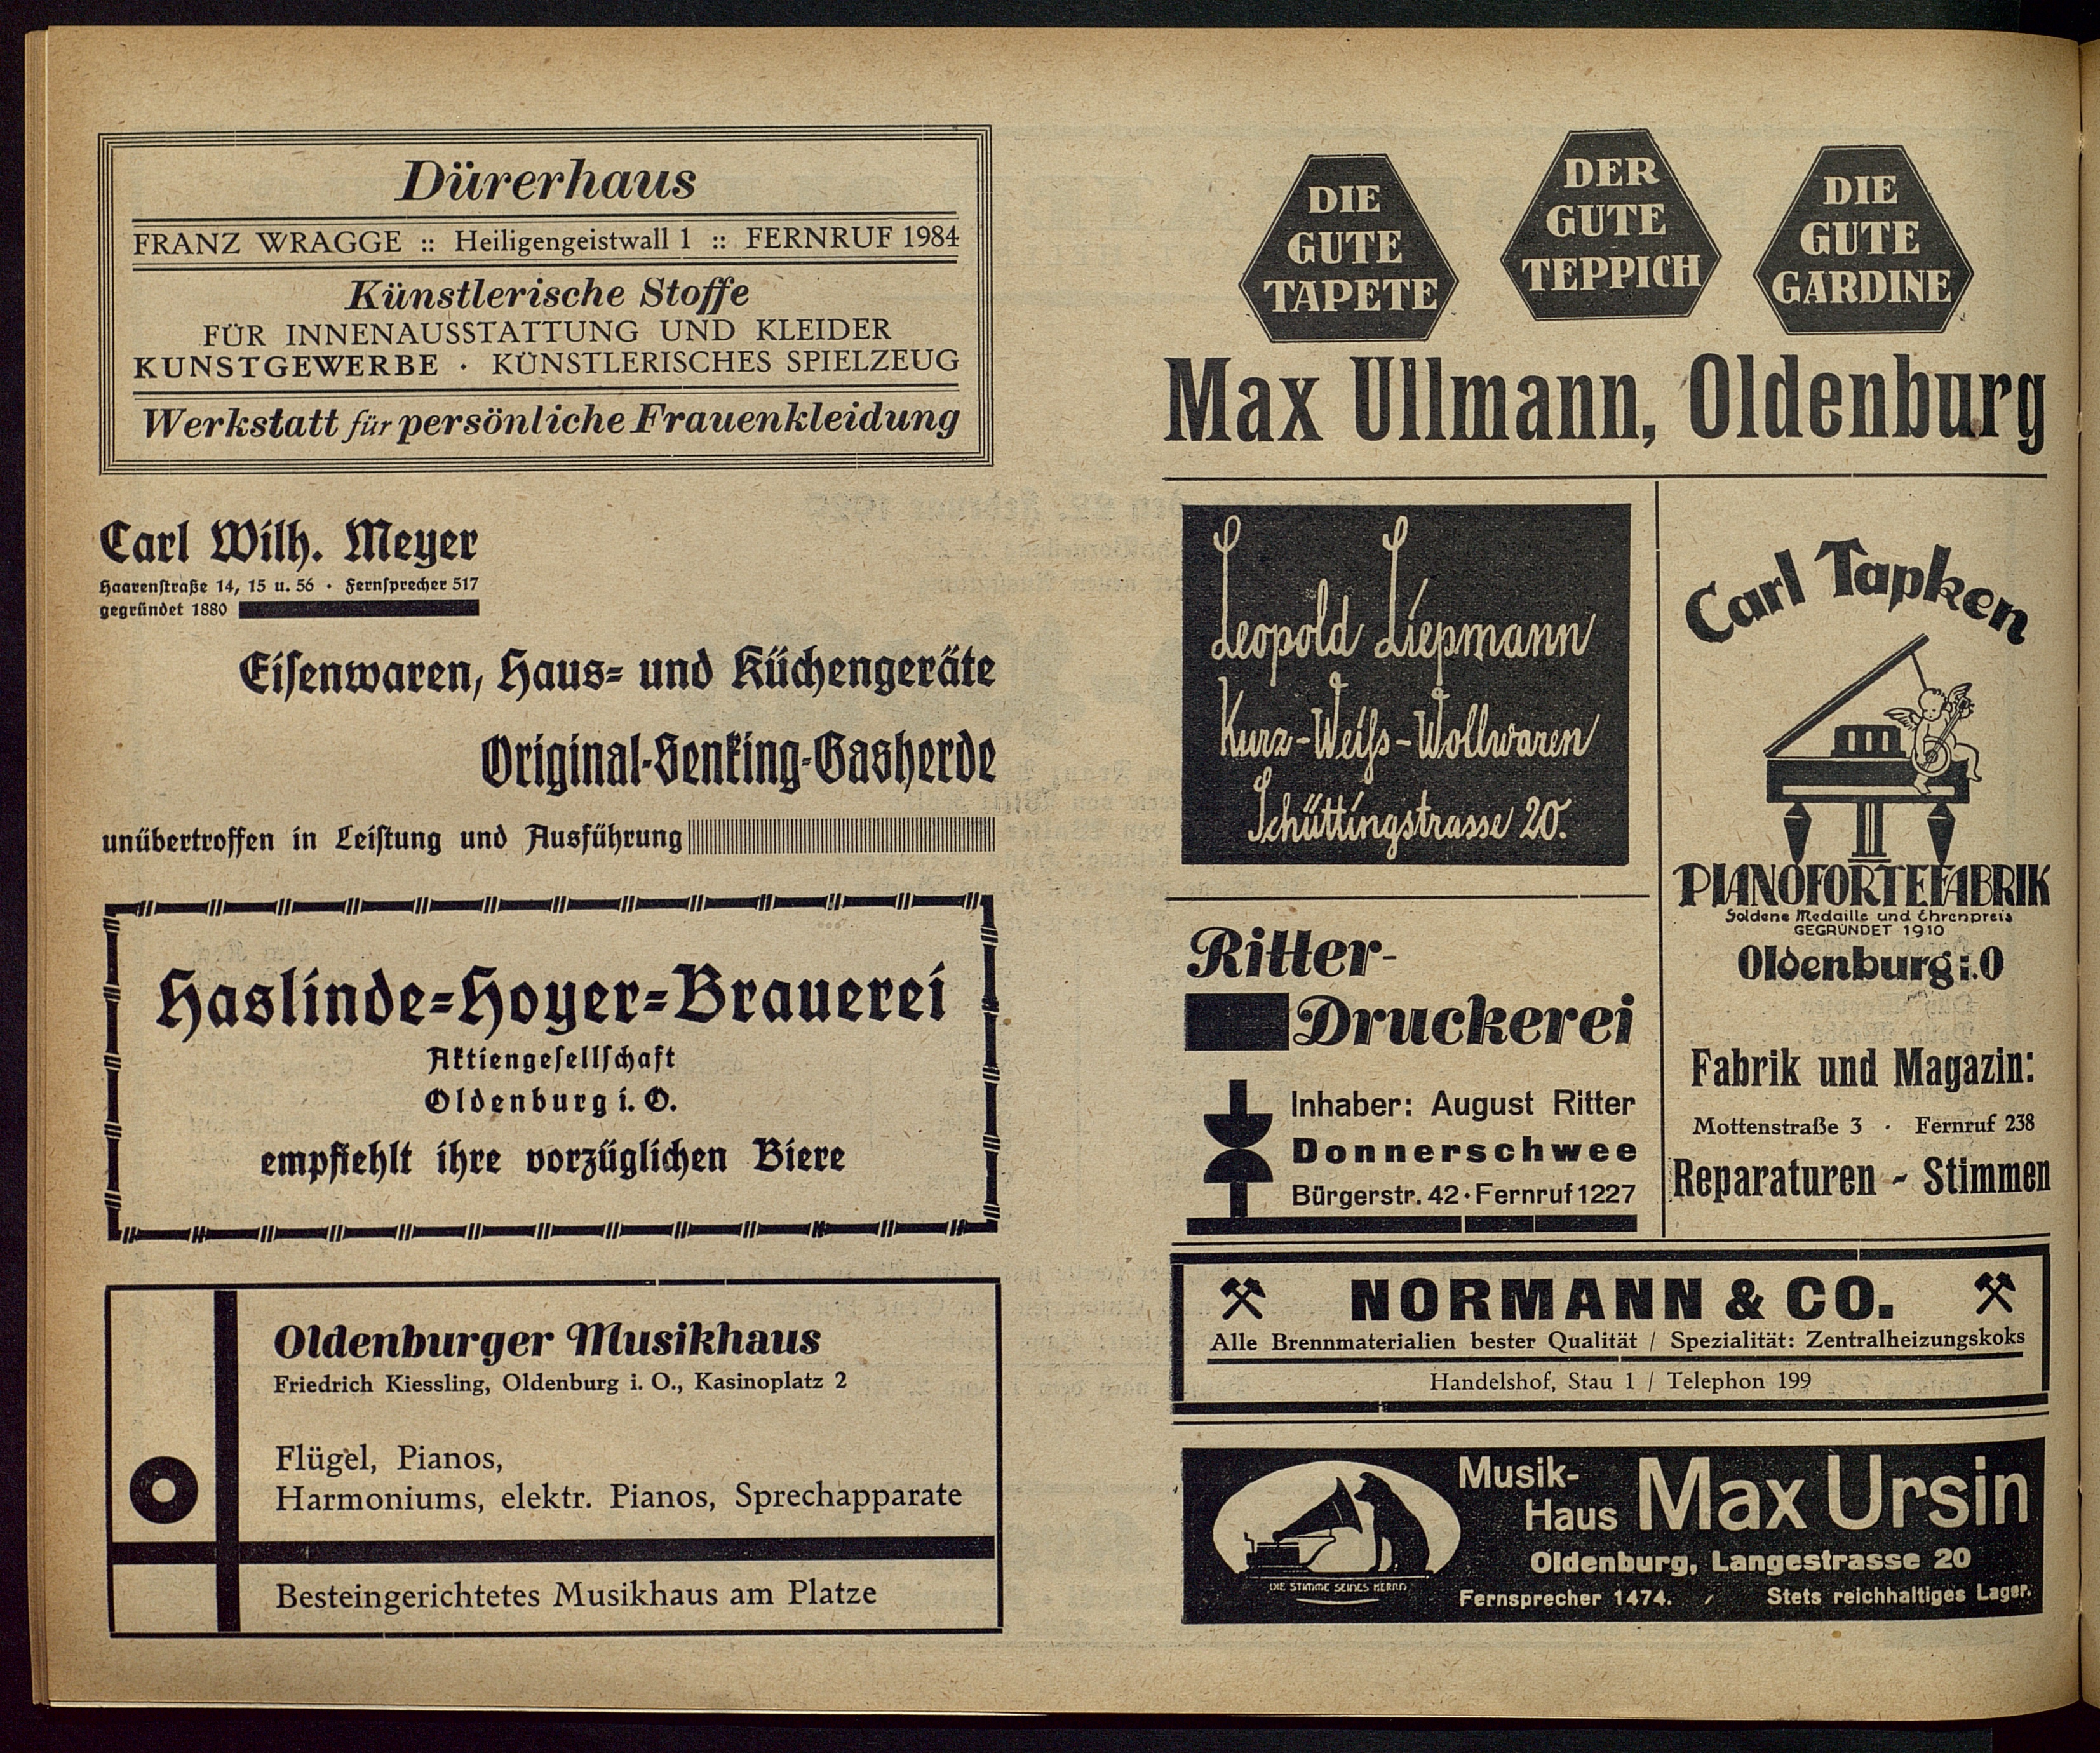 Dürerhaus
FRANZ WRAGGE :: Heiligengeistwall 1 :: FERNRUF 1984
Künstlerische Stoffe
FÜR INNENAUSSTATTUNG UND KLEIDER
KUNSTGEWERBE · KÜNSTLERISCHES SPIELZEUG
Werkstatt für persönliche Frauenkleidung
Carl Wilh. Meyer
Haarenſtraße 14, 15 u. 56 · Fernſprecher 517
gegründet 1880
Eiſenwaren, Haus- und Küchengeräte
Original-Senking-Gasherde
unübertroffen in Leiſtung und Ausführung
Haslinde-Hoyer-Brauerei
Aktiengeſellſchaft
Oldenburg i. O.
empfiehlt ihre vorzüglichen Biere
Oldenburger Musikhaus
Friedrich Kiessling, Oldenburg i. O., Kasinoplatz 2
Flügel, Pianos,
Harmoniums, elektr. Pianos, Sprechapparate
Besteingerichtetes Musikhaus am Platze
DIE
GUTE
TAPETE
DER
GUTE
TEPPICH
DIE
GUTE
GARDINE
Max Ullmann, Oldenburg
Leopold Liepmann
Kurz-Weiſs-Wollwaren
Schüttingstrasse 20.
Carl Tapken
PIANOFORTEFABRIK
Goldene Medaille und Ehrenpreis
GEGRÜNDET 1910
Oldenburg i. O
Fabrik und Magazin:
Mottenstraße 3 · Fernruf 238
Reparaturen - Stimmen
Ritter-
Druckerei
Inhaber: August Ritter
Donnerschwee
Bürgerstr. 42 · Fernruf 1227
NORMANN & CO.
Alle Brennmaterialien bester Qualität / Spezialität: Zentralheizungskoks
Handelshof, Stau 1 / Telephon 199
DIE STIMME SEINES HERRN
Musik-
Haus Max Ursin
Oldenburg, Langestrasse 20
Fernsprecher 1474. / Stets reichhaltiges Lager.